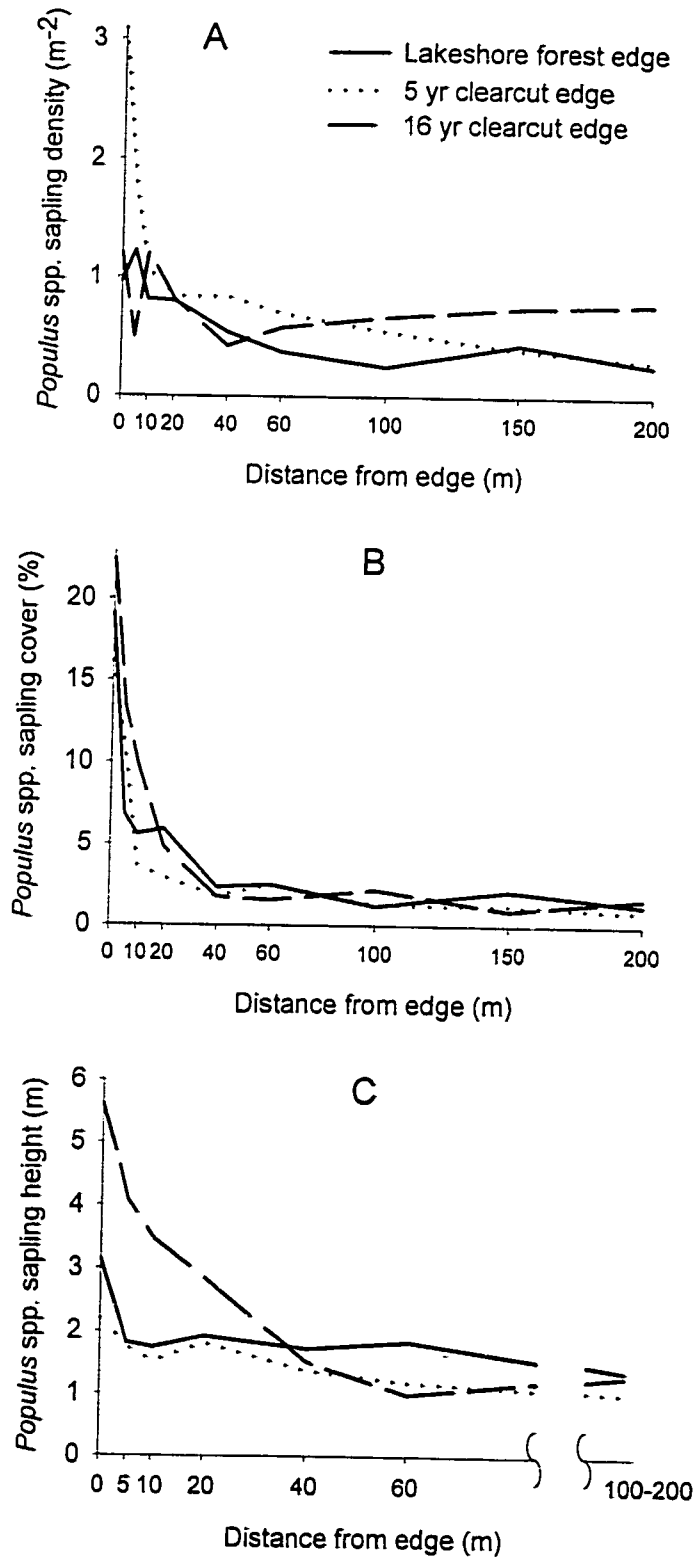 A
Populus spp. sapling density (m-2)
3
2
1
0
Lakeshore forest edge
5 yr clearcut edge
16 yr clearcut edge
0 10 20 40 60 100 150 200
Distance from edge (m)
B
Populus spp. sapling cover (%)
20
15
10
5
0
0 10 20 40 60 100 150 200
Distance from edge (m)
C
Populus spp. sapling height (m)
6
5
4
3
2
1
0
0 5 10 20 40 60 100-200
Distance from edge (m)